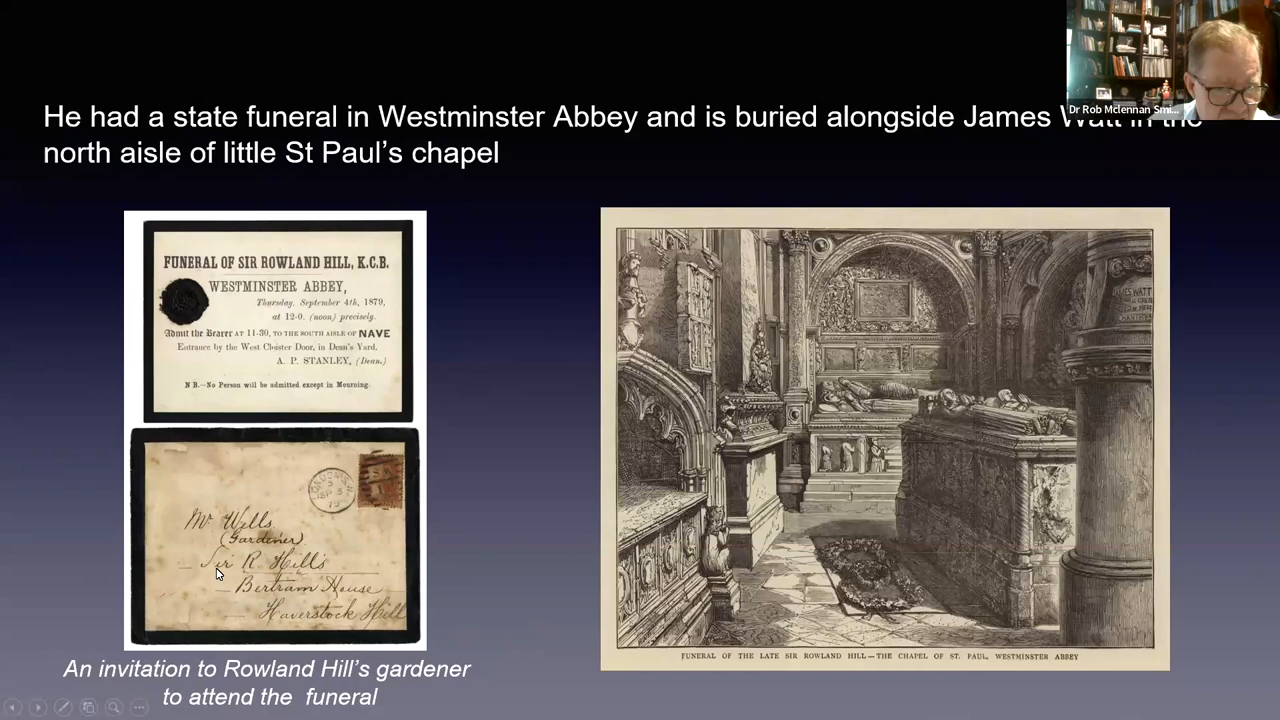 He had a state funeral in Westminster Abbey and is buried alongside James Watt in the
north aisle of little St Paul's chapel
Dr Rob Mclennan Smi...
FUNERAL OF SIR ROWLAND HILL, K.C.B.
WESTMINSTER ABBEY,
Thursday, September 4th, 1879,
at 12-0. (noon) precisely.
Admit the Bearer AT 11-30, TO THE SOUTH AISLE OF NAVE
Entrance by the West Cloister Door, in Dean's Yard.
A. P. STANLEY, (Dean.)
N B.—No Person will be admitted except in Mourning.
Mr Wells
(Gardener)
Sir R. Hill's
Bertram House
Haverstock Hill
An invitation to Rowland Hill's gardener
to attend the funeral
JAMES WATT
FUNERAL OF THE LATE SIR ROWLAND HILL—THE CHAPEL OF ST. PAUL, WESTMINSTER ABBEY